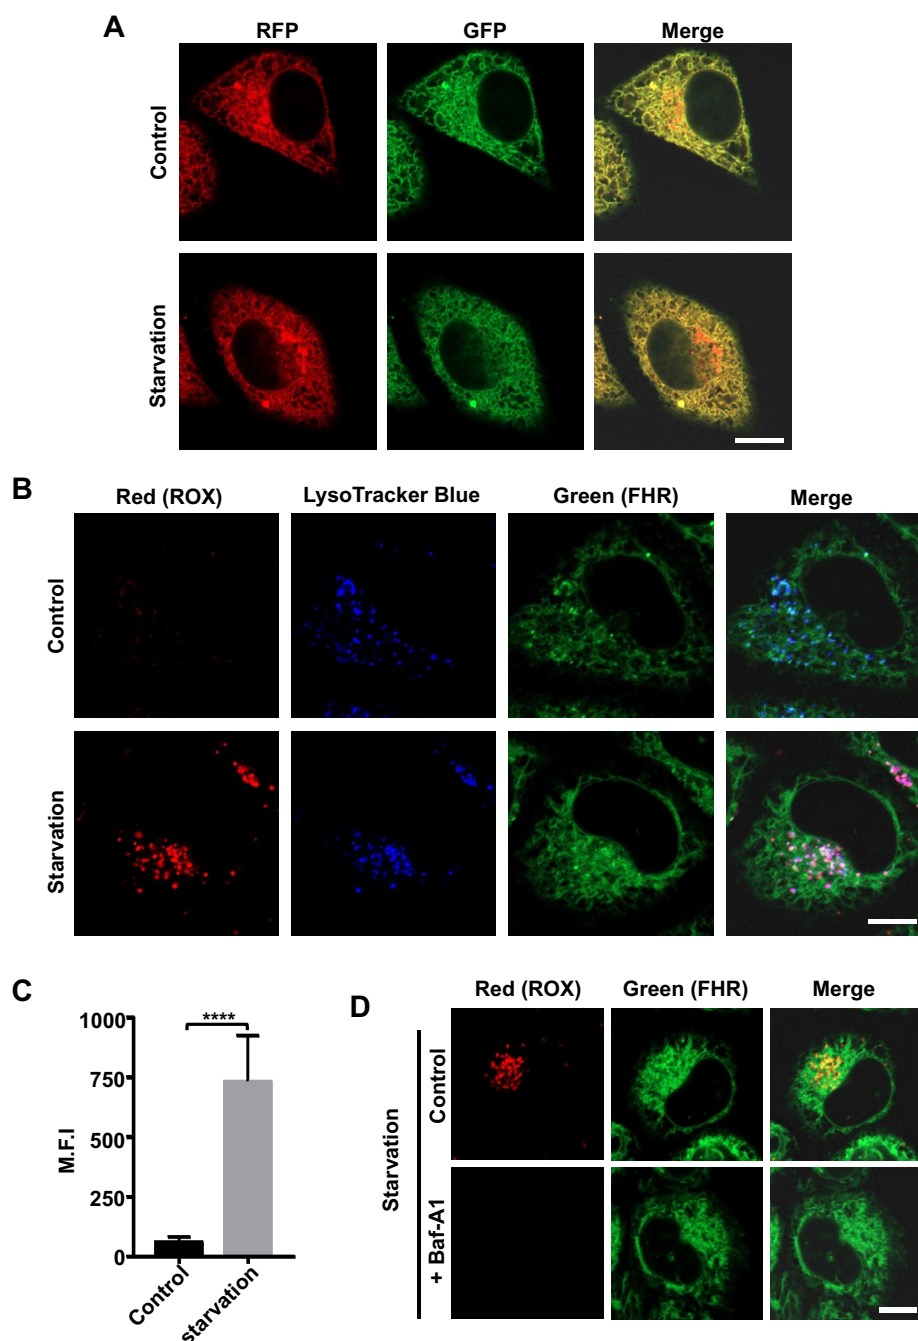 A
RFP GFP Merge
Control
Starvation
B
Red (ROX) LysoTracker Blue Green (FHR) Merge
Control
Starvation
C
1000
750
500
250
0
M.F.I
****
Control
starvation
D
Red (ROX) Green (FHR) Merge
Starvation
Control
+ Baf-A1